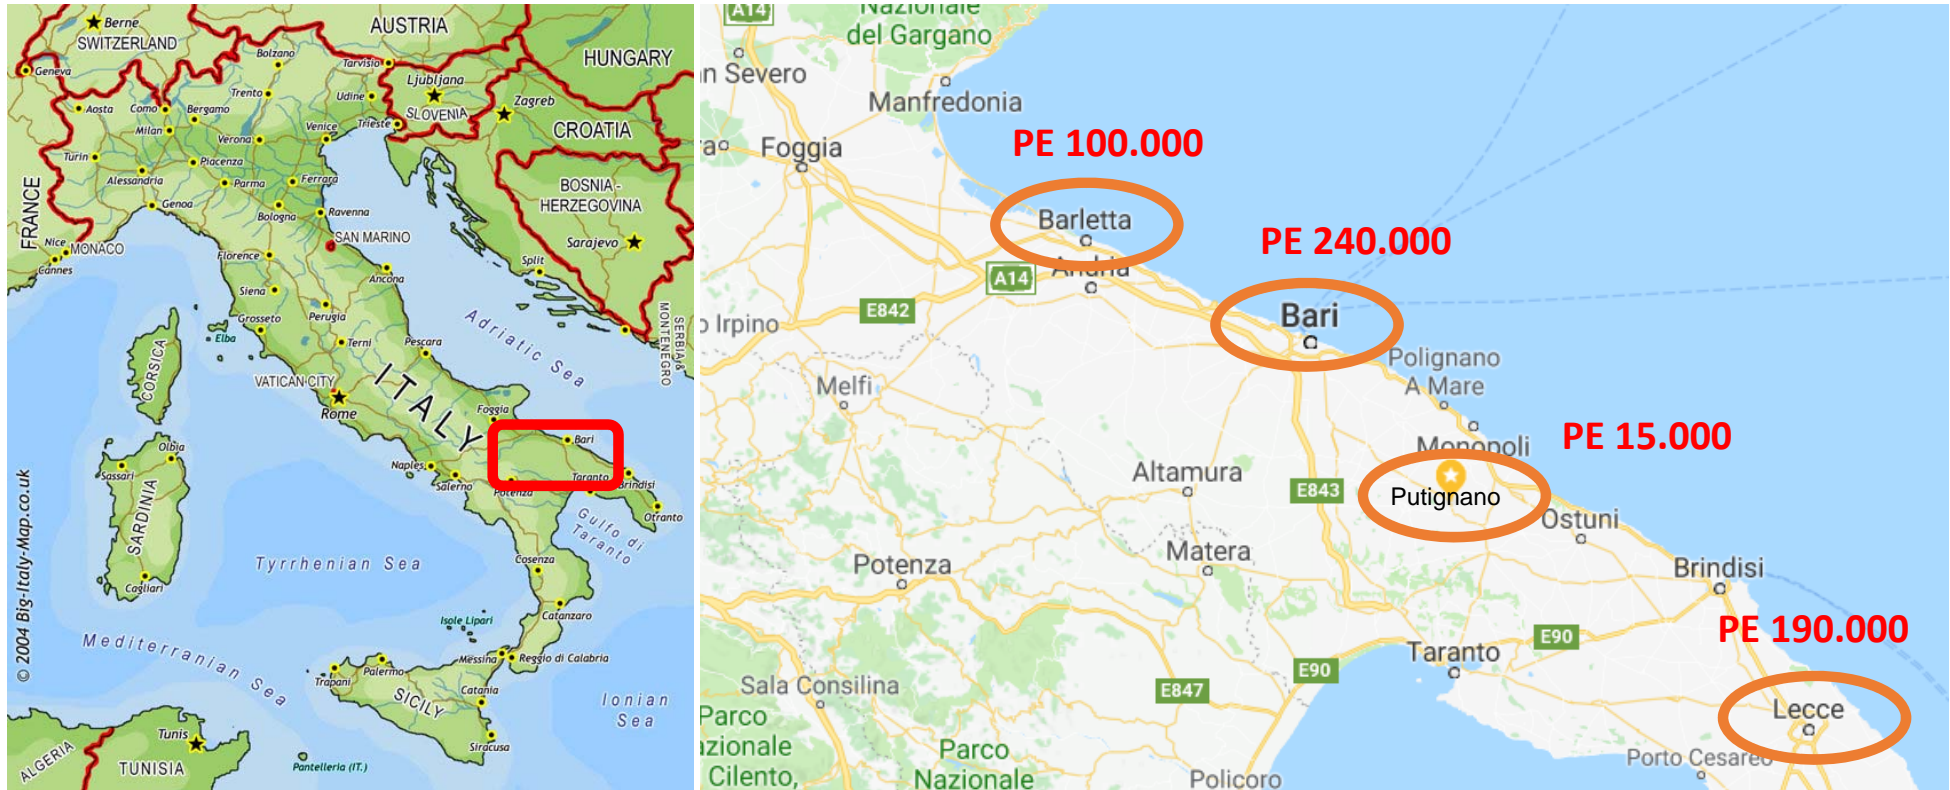 Berne
AUSTRIA
SWITZERLAND
HUNGARY
Bolzano
Tarvisio
Geneva
Ljubljana
Trento
Udine
Zagreb
Aosta
Como
Bergamo
SLOVENIA
Milan
Verona
Venice
Trieste
CROATIA
Turin
Piacenza
Alessandria
Parma
Ferrara
BOSNIA -
HERZEGOVINA
FRANCE
Genoa
Bologna
Ravenna
Nice
MONACO
SAN MARINO
Sarajevo
Cannes
Florence
Split
Ancona
Siena
Grosseto
Perugia
Adriatic Sea
SERBIA &
MONTENEGRO
Elba
Terni
Pescara
CORSICA
VATICAN CITY
ITALY
Rome
Foggia
Bari
Olbia
Sassari
Naples
Salerno
Potenza
Taranto
Brindisi
SARDINIA
Otranto
Gulfo di
Taranto
Tyrrhenian Sea
Cosenza
Cagliari
Catanzaro
Isole Lipari
Mediterranean Sea
Messina
Reggio di Calabria
Palermo
Trapani
Catania
SICILY
Ionian
Sea
Siracusa
Tunis
ALGERIA
TUNISIA
Pantelleria (IT.)
© 2004 Big-Italy-Map.co.uk
A14
Nazionale
del Gargano
n Severo
Manfredonia
PE 100.000
Foggia
Barletta
PE 240.000
A14
Andria
E842
Bari
o Irpino
Polignano
A Mare
Melfi
Monopoli
PE 15.000
Altamura
E843
Putignano
Ostuni
Matera
Potenza
Brindisi
PE 190.000
E90
Taranto
E90
Sala Consilina
E847
Lecce
Parco
azionale
Cilento,
Parco
Nazionale
Policoro
Porto Cesareo